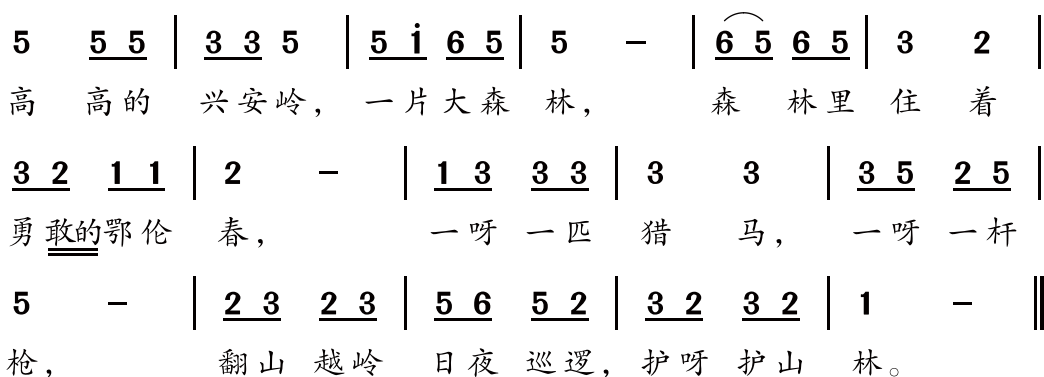 5 5 5 | 3 3 5 | 5 i 6 5 | 5 – | 6 5 6 5 | 3 2 |
高 高的 兴安岭， 一片大森 林， 森 林里 住 着
3 2 1 1 | 2 – | 1 3 3 3 | 3 3 | 3 5 2 5 |
勇敢的鄂伦 春， 一呀一匹 猎 马， 一呀一杆
5 – | 2 3 2 3 | 5 6 5 2 | 3 2 3 2 | 1 – ‖
枪， 翻山越岭 日夜巡逻， 护呀护山 林。